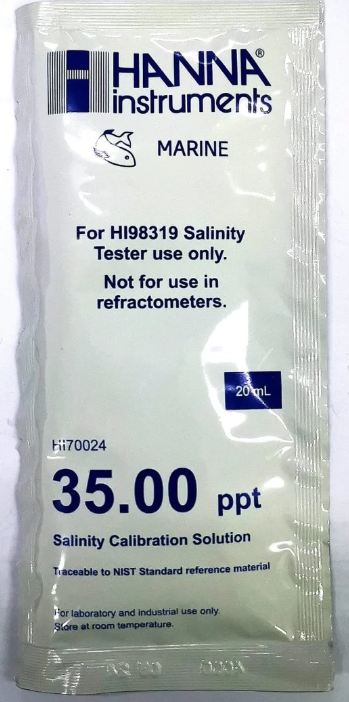 HANNA®
instruments
MARINE
For HI98319 Salinity
Tester use only.
Not for use in
refractometers.
20 mL
HI70024
35.00 ppt
Salinity Calibration Solution
Traceable to NIST Standard reference material
For laboratory and industrial use only.
Store at room temperature.